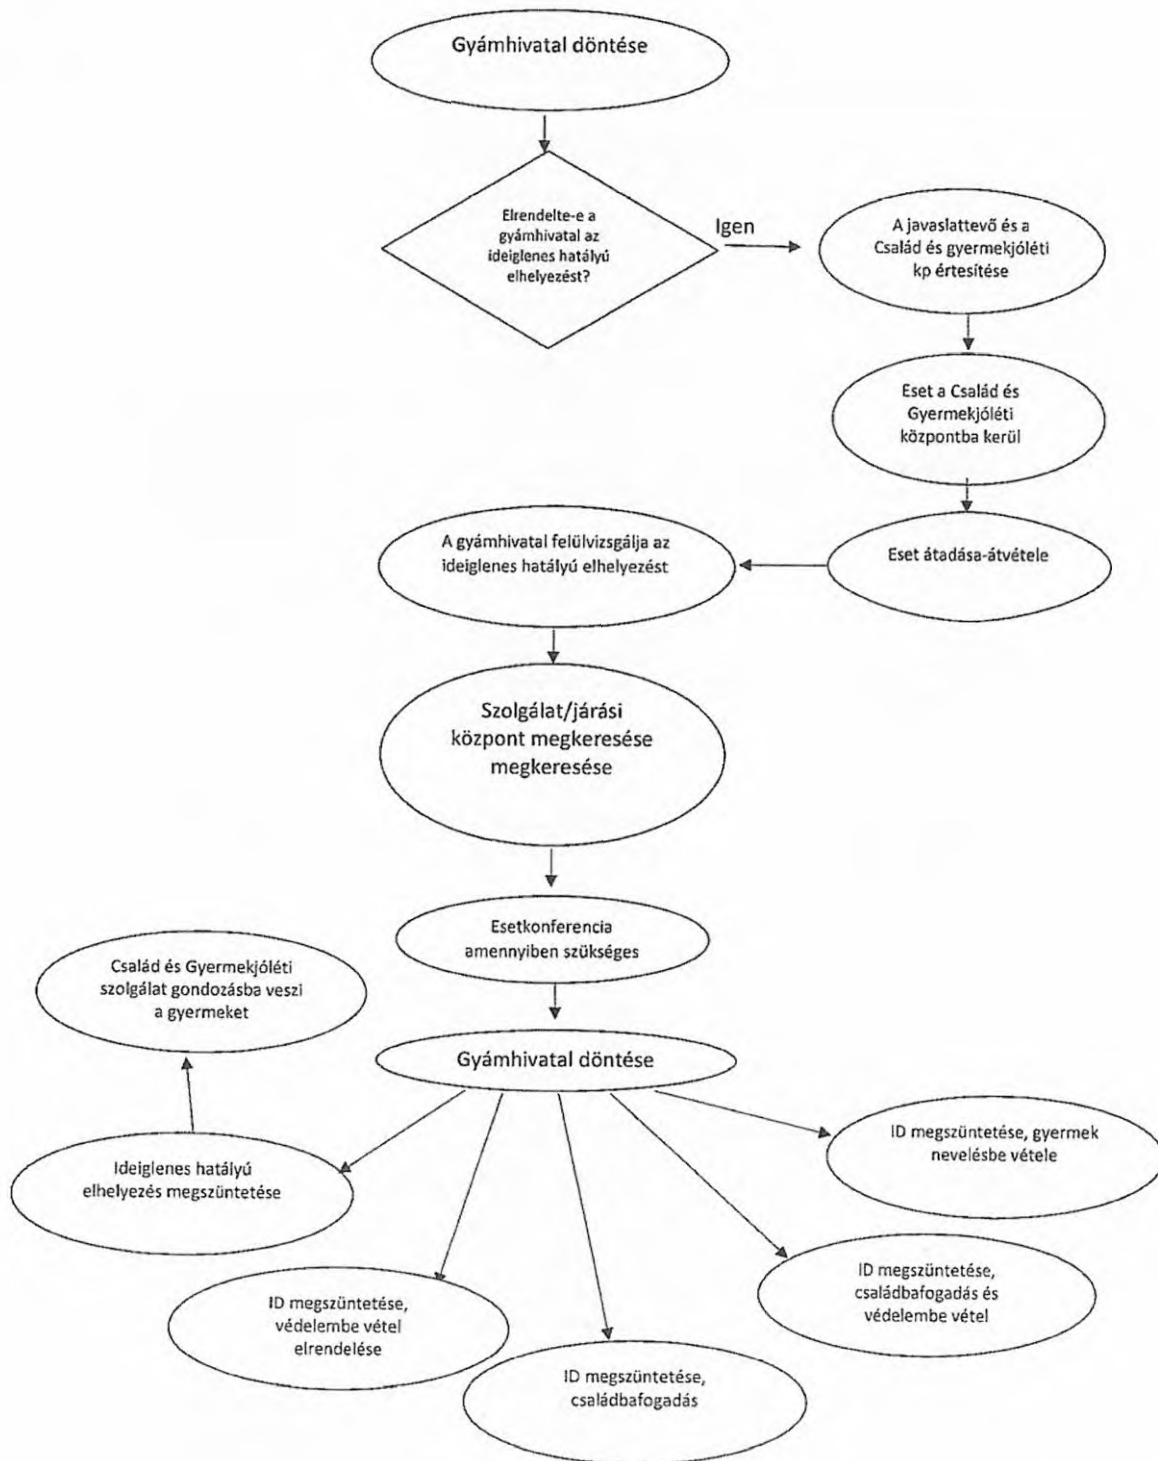 Gyámhivatal döntése
Elrendelte-e a
gyámhivatal az
ideiglenes hatályú
elhelyezést?
Igen
A javaslattevő és a
Család és gyermekjóléti
kp értesítése
Eset a Család és
Gyermekjóléti
központba kerül
Eset átadása-átvétele
A gyámhivatal felülvizsgálja az
ideiglenes hatályú elhelyezést
Szolgálat/járási
központ megkeresése
megkeresése
Esetkonferencia
amennyiben szükséges
Gyámhivatal döntése
Család és Gyermekjóléti
szolgálat gondozásba veszi
a gyermeket
Ideiglenes hatályú
elhelyezés megszüntetése
ID megszüntetése,
védelembe vétel
elrendelése
ID megszüntetése,
családbafogadás
ID megszüntetése,
családbafogadás és
védelembe vétel
ID megszüntetése, gyermek
nevelésbe vétele